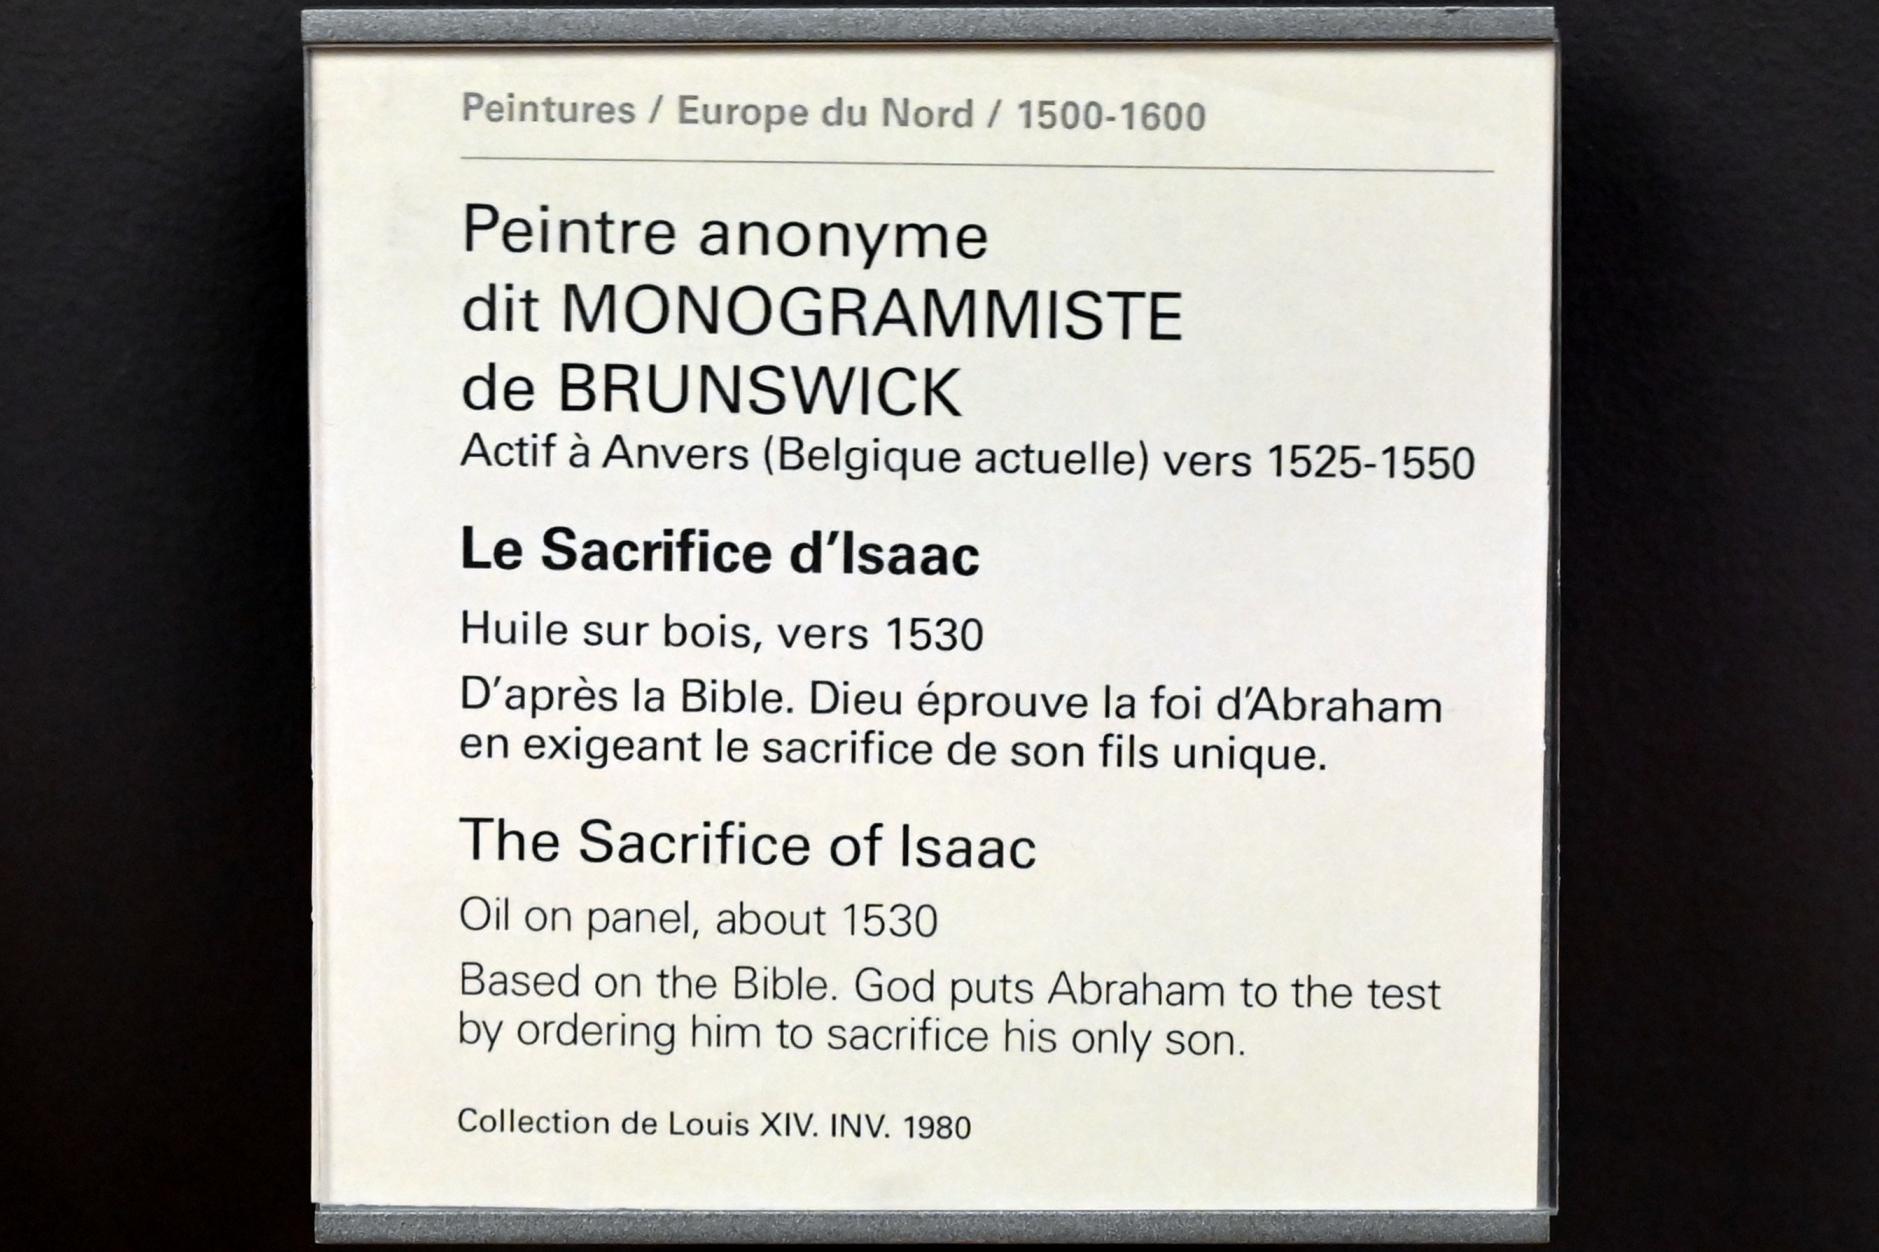 Peintures / Europe du Nord / 1500-1600
Peintre anonyme
dit MONOGRAMMISTE
de BRUNSWICK
Actif à Anvers (Belgique actuelle) vers 1525-1550
Le Sacrifice d'Isaac
Huile sur bois, vers 1530
D'après la Bible. Dieu éprouve la foi d'Abraham
en exigeant le sacrifice de son fils unique.
The Sacrifice of Isaac
Oil on panel, about 1530
Based on the Bible. God puts Abraham to the test
by ordering him to sacrifice his only son.
Collection de Louis XIV. INV. 1980